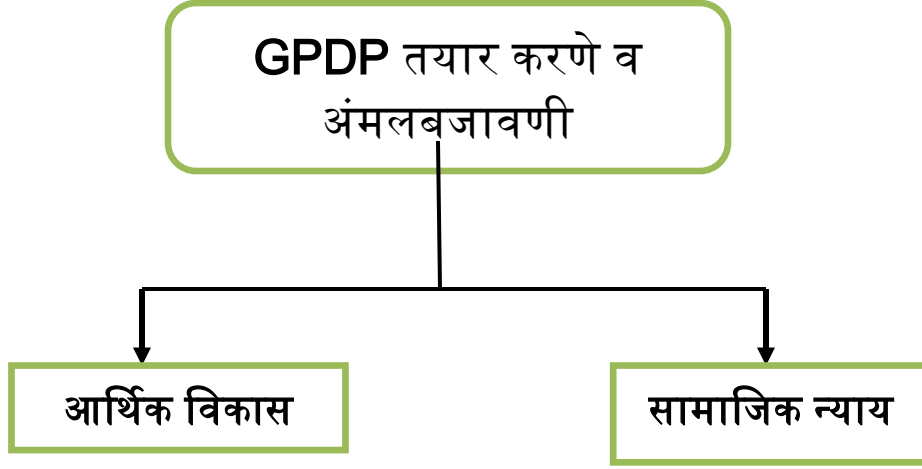 GPDP तयार करणे व
अंमलबजावणी
आर्थिक विकास
सामाजिक न्याय